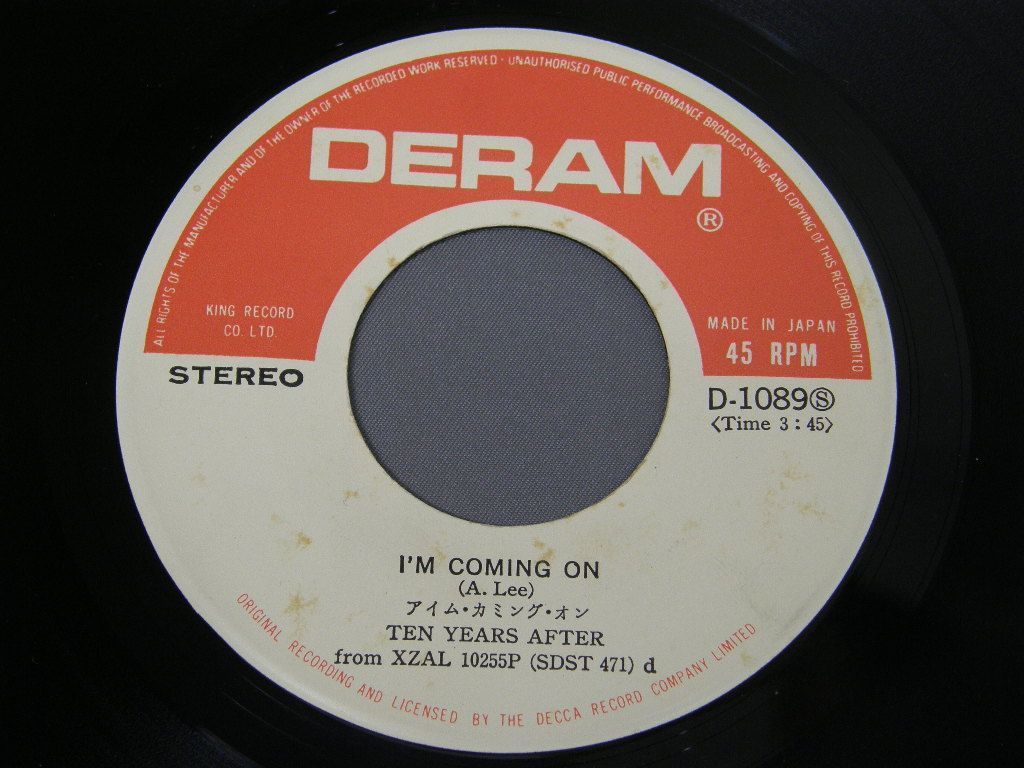 ALL RIGHTS OF THE MANUFACTURER AND OF THE OWNER OF THE RECORDED WORK RESERVED · UNAUTHORISED PUBLIC PERFORMANCE BROADCASTING AND COPYING OF THIS RECORD PROHIBITED
DERAM
®
KING RECORD
CO. LTD.
MADE IN JAPAN
45 RPM
STEREO
D-1089Ⓢ
〈Time 3:45〉
I'M COMING ON
(A. Lee)
アイム・カミング・オン
TEN YEARS AFTER
from XZAL 10255P (SDST 471) d
ORIGINAL RECORDING AND LICENSED BY THE DECCA RECORD COMPANY LIMITED